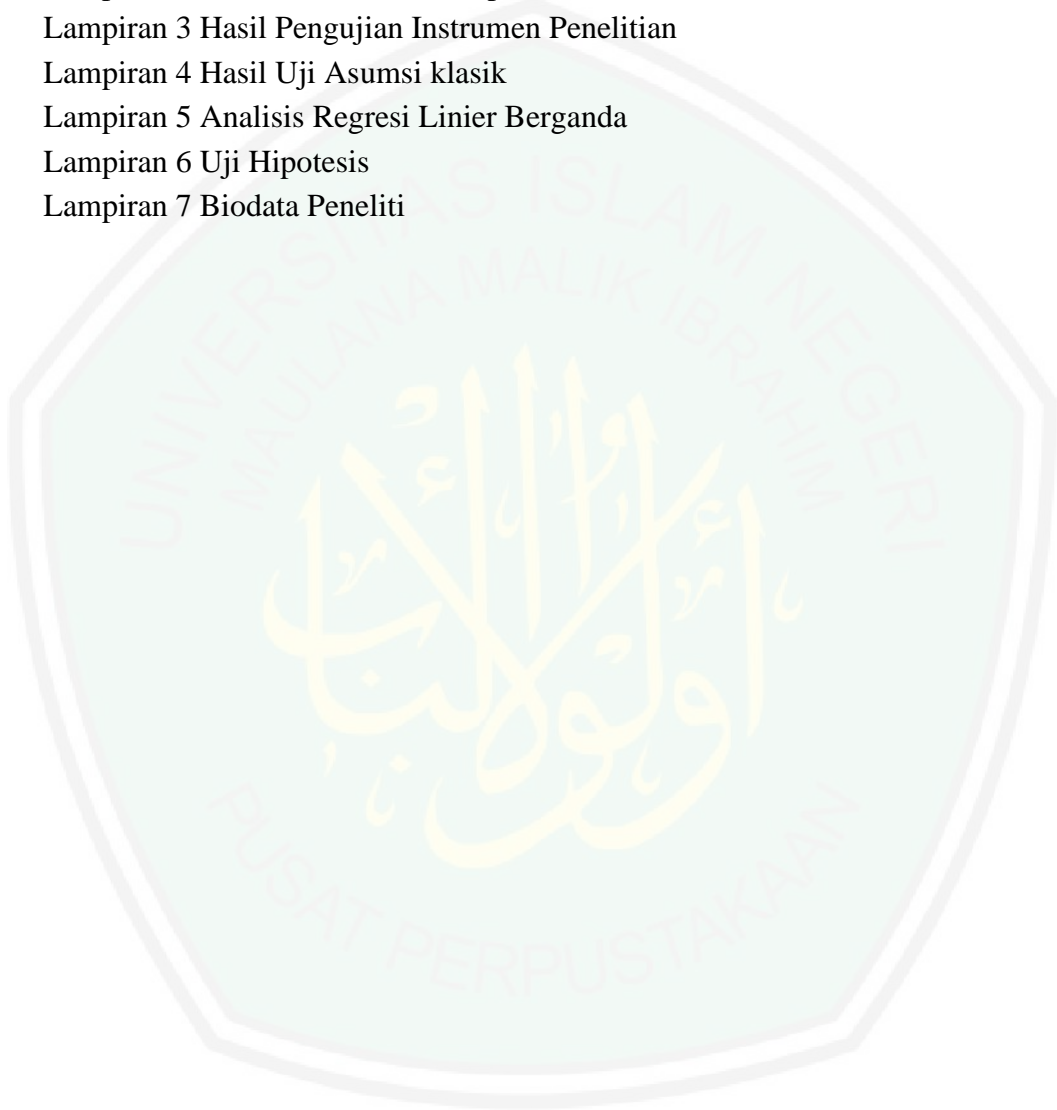 Lampiran 3 Hasil Pengujian Instrumen Penelitian
Lampiran 4 Hasil Uji Asumsi klasik
Lampiran 5 Analisis Regresi Linier Berganda
Lampiran 6 Uji Hipotesis
Lampiran 7 Biodata Peneliti
UNIVERSITAS ISLAM NEGERI
MAULANA MALIK IBRAHIM
PUSAT PERPUSTAKAAN